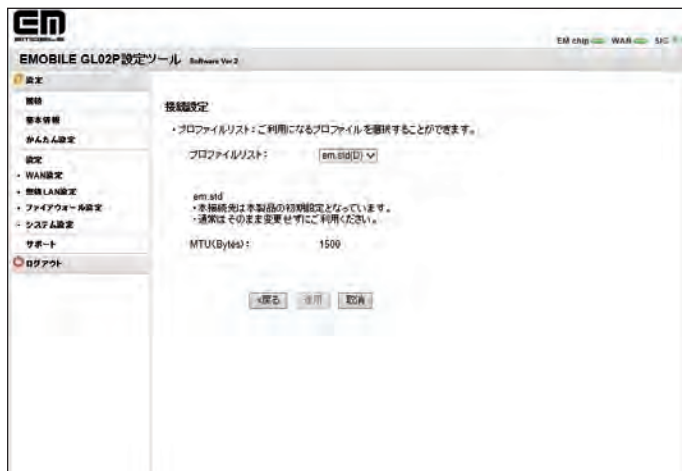 EM
EM chip WAN SIG
EMOBILE GL02P設定ツール Software Ver.2
設定
接続
基本情報
かんたん設定
設定
・ WAN設定
・ 無線LAN設定
・ ファイアウォール設定
・ システム設定
サポート
ログアウト
接続設定
・プロファイルリスト：ご利用になるプロファイルを選択することができます。
プロファイルリスト： em.std(D)
em.std
・本接続先は本製品の初期設定となっています。
・通常はそのまま変更せずにご利用ください。
MTU(Bytes)： 1500
<戻る 適用 取消